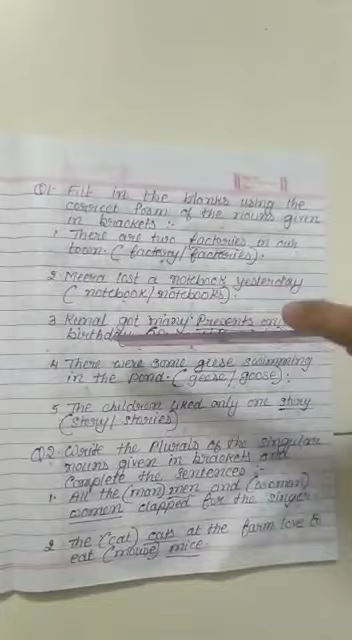 Q1. Fill in the blanks using the
correct form of the nouns given
in brackets :-
1. There are two factories in our
town. (factory/factories).
2 Meera lost a notebook yesterday
(notebook/notebooks).
3 Kunal got many Presents on
birthday
4 There were some geese swimming
in the pond. (geese/goose).
5 The children liked only one story
(story/stories)
Q2. Write the Plurals of the singular
nouns given in brackets and
Complete the sentences :-
1. All the (man) men and (woman)
women clapped for the singer
2 The (cat) cats at the farm love to
eat (mouse) mice.